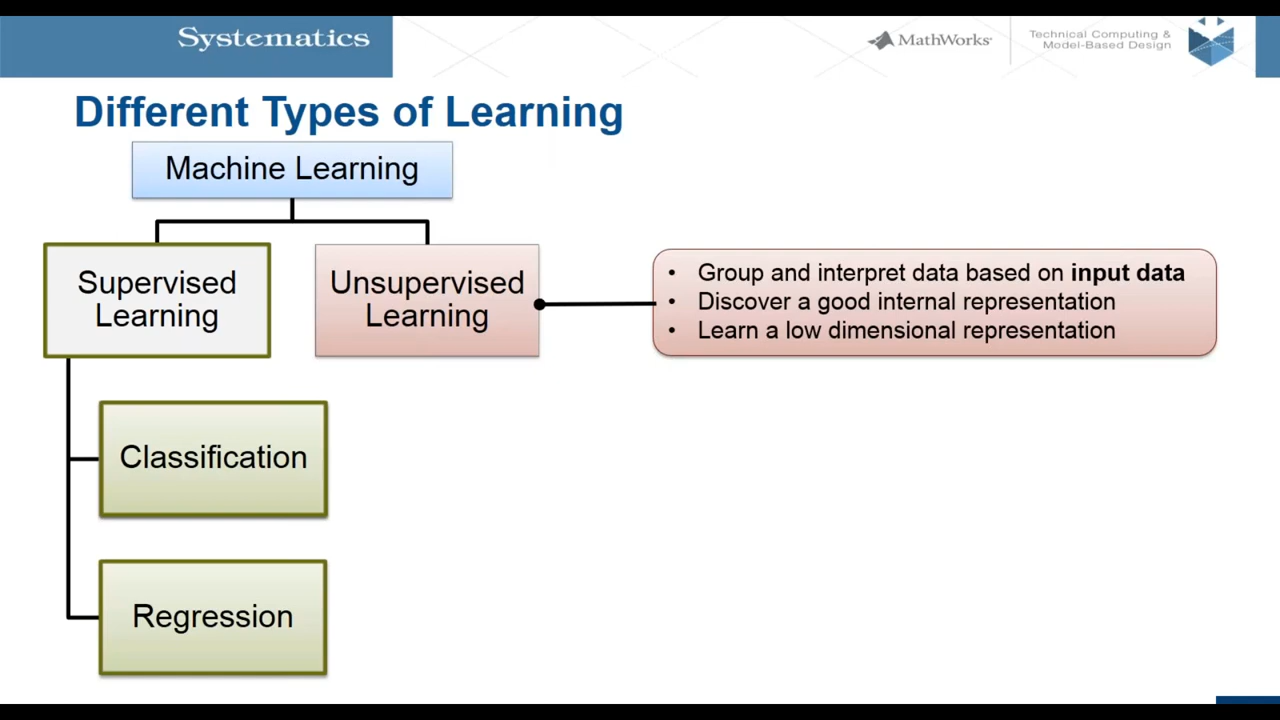 Systematics
MathWorks
Technical Computing &
Model-Based Design
Different Types of Learning
Machine Learning
Supervised
Learning
Unsupervised
Learning
• Group and interpret data based on input data
• Discover a good internal representation
• Learn a low dimensional representation
Classification
Regression